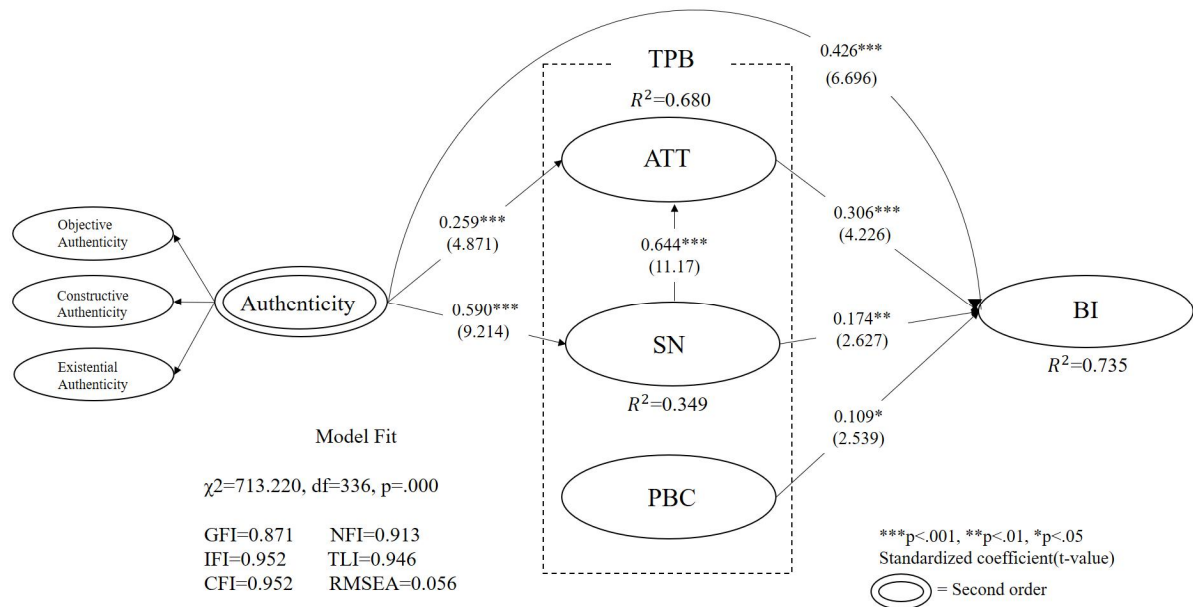 0.426***
(6.696)
TPB
R²=0.680
ATT
0.259***
(4.871)
0.644***
(11.17)
0.306***
(4.226)
Objective
Authenticity
Constructive
Authenticity
Existential
Authenticity
Authenticity
0.590***
(9.214)
SN
R²=0.349
0.174**
(2.627)
BI
R²=0.735
0.109*
(2.539)
PBC
Model Fit
χ2=713.220, df=336, p=.000
GFI=0.871 NFI=0.913
IFI=0.952 TLI=0.946
CFI=0.952 RMSEA=0.056
***p<.001, **p<.01, *p<.05
Standardized coefficient(t-value)
= Second order